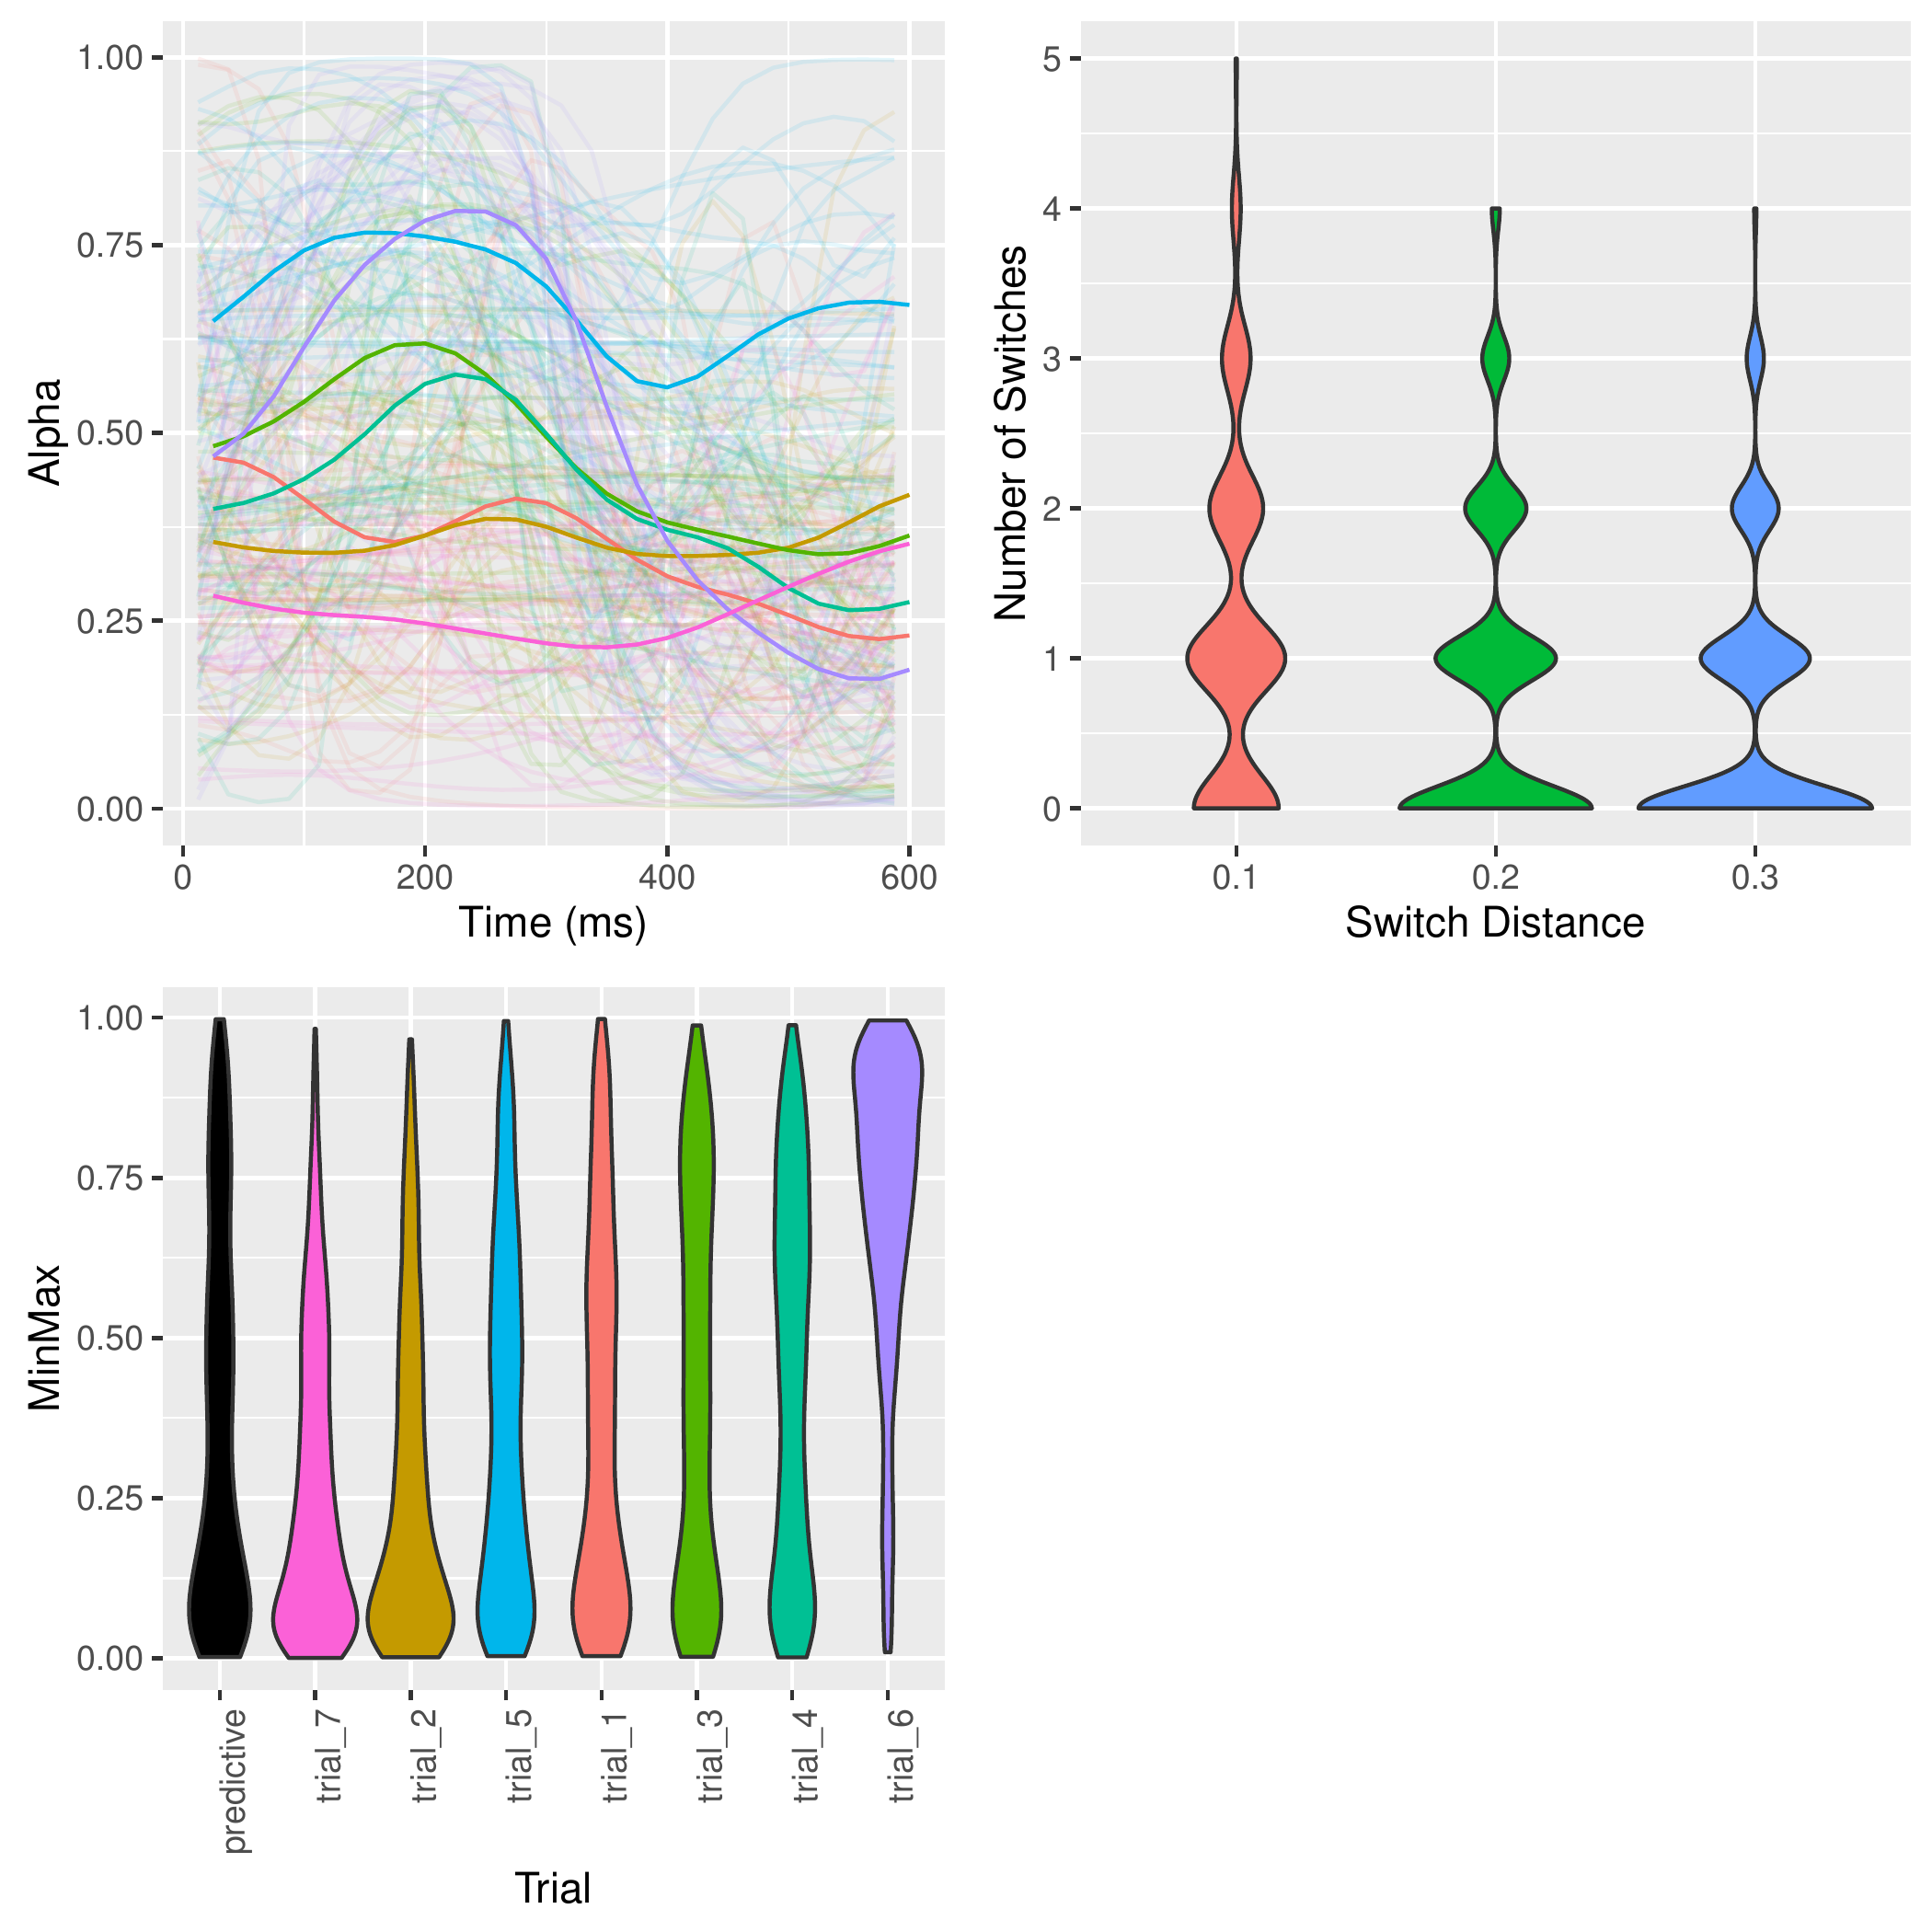 1.00
0.75
0.50
0.25
0.00
Alpha
0 200 400 600
Time (ms)
5
4
3
2
1
0
Number of Switches
0.1 0.2 0.3
Switch Distance
1.00
0.75
0.50
0.25
0.00
MinMax
predictive
trial_7
trial_2
trial_5
trial_1
trial_3
trial_4
trial_6
Trial